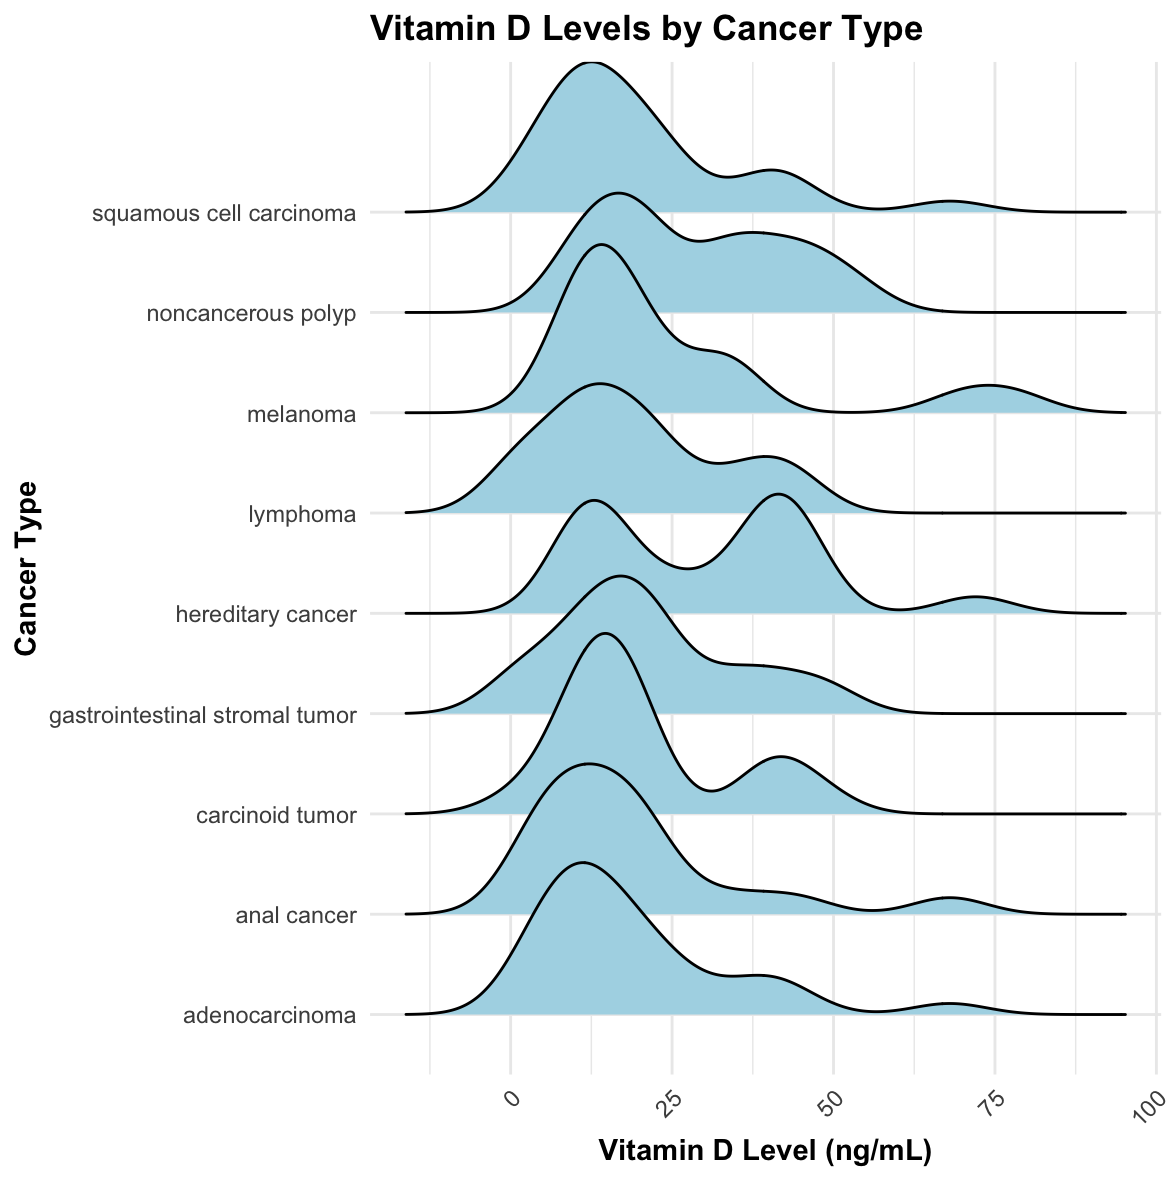 Vitamin D Levels by Cancer Type
Cancer Type
squamous cell carcinoma
noncancerous polyp
melanoma
lymphoma
hereditary cancer
gastrointestinal stromal tumor
carcinoid tumor
anal cancer
adenocarcinoma
0 25 50 75 100
Vitamin D Level (ng/mL)